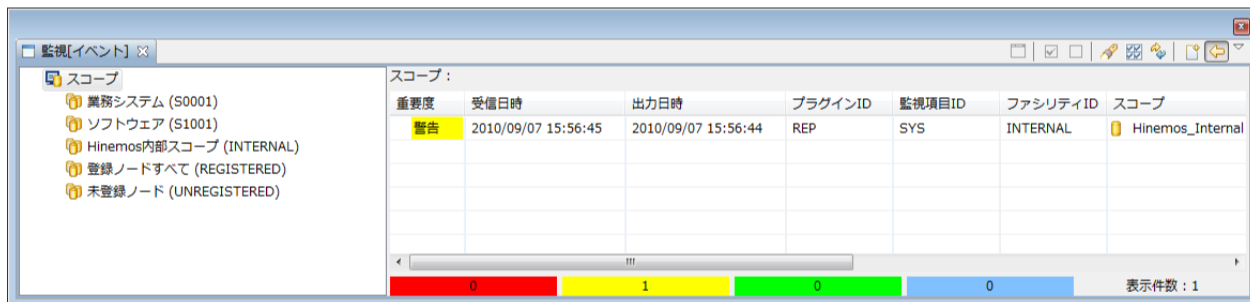 監視[イベント]
スコープ
業務システム (S0001)
ソフトウェア (S1001)
Hinemos内部スコープ (INTERNAL)
登録ノードすべて (REGISTERED)
未登録ノード (UNREGISTERED)
スコープ :
重要度 受信日時 出力日時 プラグインID 監視項目ID ファシリティID スコープ
警告 2010/09/07 15:56:45 2010/09/07 15:56:44 REP SYS INTERNAL Hinemos_Internal
0 1 0 0 表示件数 : 1